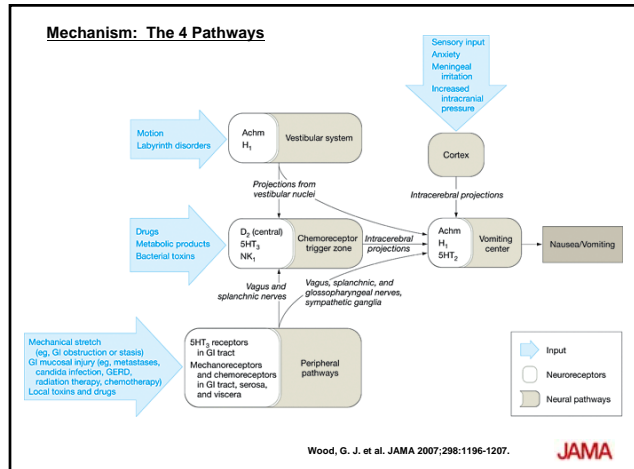 Mechanism:  The 4 Pathways
Sensory input
Anxiety
Meningeal
irritation
Increased
intracranial
pressure
Motion
Labyrinth disorders
Achm
H1
Vestibular system
Cortex
Projections from
vestibular nuclei
Intracerebral projections
Drugs
Metabolic products
Bacterial toxins
D2 (central)
5HT3
NK1
Chemoreceptor
trigger zone
Intracerebral
projections
Achm
H1
5HT2
Vomiting
center
Nausea/Vomiting
Vagus and
splanchnic nerves
Vagus, splanchnic, and
glossopharyngeal nerves,
sympathetic ganglia
Mechanical stretch
(eg, GI obstruction or stasis)
GI mucosal injury (eg, metastases,
candida infection, GERD,
radiation therapy, chemotherapy)
Local toxins and drugs
5HT3 receptors
in GI tract
Mechanoreceptors
and chemoreceptors
in GI tract, serosa,
and viscera
Peripheral
pathways
Input
Neuroreceptors
Neural pathways
Wood, G. J. et al. JAMA 2007;298:1196-1207.
JAMA